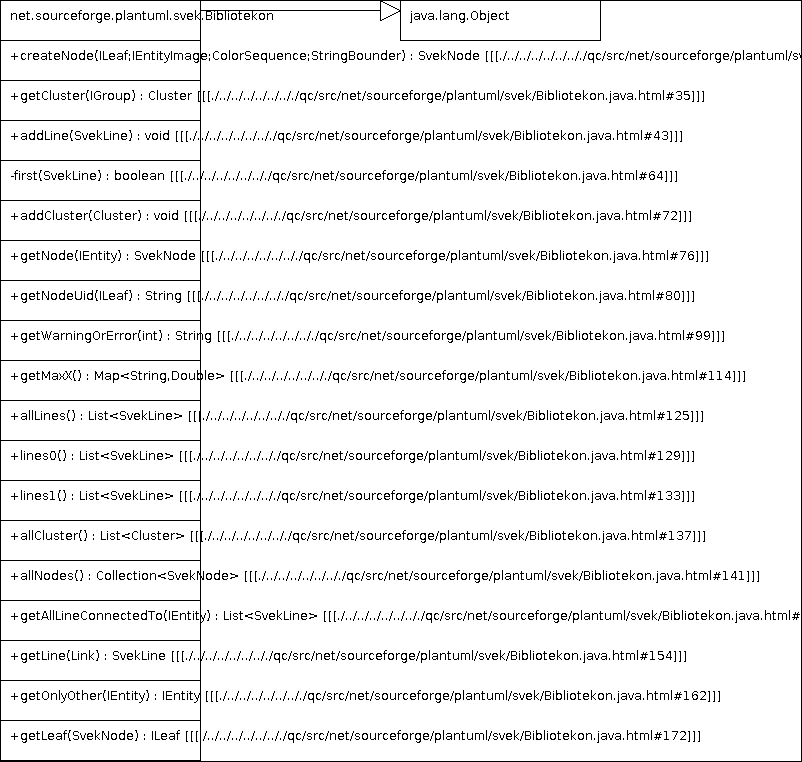 net.sourceforge.plantuml.svek.Bibliotekon
java.lang.Object
+createNode(ILeaf;IEntityImage;ColorSequence;StringBounder) : SvekNode [[[./../../../../../../qc/src/net/sourceforge/plantuml/sv
+getCluster(IGroup) : Cluster [[[./../../../../../../qc/src/net/sourceforge/plantuml/svek/Bibliotekon.java.html#35]]]
+addLine(SvekLine) : void [[[./../../../../../../qc/src/net/sourceforge/plantuml/svek/Bibliotekon.java.html#43]]]
-first(SvekLine) : boolean [[[./../../../../../../qc/src/net/sourceforge/plantuml/svek/Bibliotekon.java.html#64]]]
+addCluster(Cluster) : void [[[./../../../../../../qc/src/net/sourceforge/plantuml/svek/Bibliotekon.java.html#72]]]
+getNode(IEntity) : SvekNode [[[./../../../../../../qc/src/net/sourceforge/plantuml/svek/Bibliotekon.java.html#76]]]
+getNodeUid(ILeaf) : String [[[./../../../../../../qc/src/net/sourceforge/plantuml/svek/Bibliotekon.java.html#80]]]
+getWarningOrError(int) : String [[[./../../../../../../qc/src/net/sourceforge/plantuml/svek/Bibliotekon.java.html#99]]]
+getMaxX() : Map<String,Double> [[[./../../../../../../qc/src/net/sourceforge/plantuml/svek/Bibliotekon.java.html#114]]]
+allLines() : List<SvekLine> [[[./../../../../../../qc/src/net/sourceforge/plantuml/svek/Bibliotekon.java.html#125]]]
+lines0() : List<SvekLine> [[[./../../../../../../qc/src/net/sourceforge/plantuml/svek/Bibliotekon.java.html#129]]]
+lines1() : List<SvekLine> [[[./../../../../../../qc/src/net/sourceforge/plantuml/svek/Bibliotekon.java.html#133]]]
+allCluster() : List<Cluster> [[[./../../../../../../qc/src/net/sourceforge/plantuml/svek/Bibliotekon.java.html#137]]]
+allNodes() : Collection<SvekNode> [[[./../../../../../../qc/src/net/sourceforge/plantuml/svek/Bibliotekon.java.html#141]]]
+getAllLineConnectedTo(IEntity) : List<SvekLine> [[[./../../../../../../qc/src/net/sourceforge/plantuml/svek/Bibliotekon.java.html#
+getLine(Link) : SvekLine [[[./../../../../../../qc/src/net/sourceforge/plantuml/svek/Bibliotekon.java.html#154]]]
+getOnlyOther(IEntity) : IEntity [[[./../../../../../../qc/src/net/sourceforge/plantuml/svek/Bibliotekon.java.html#162]]]
+getLeaf(SvekNode) : ILeaf [[[./../../../../../../qc/src/net/sourceforge/plantuml/svek/Bibliotekon.java.html#172]]]